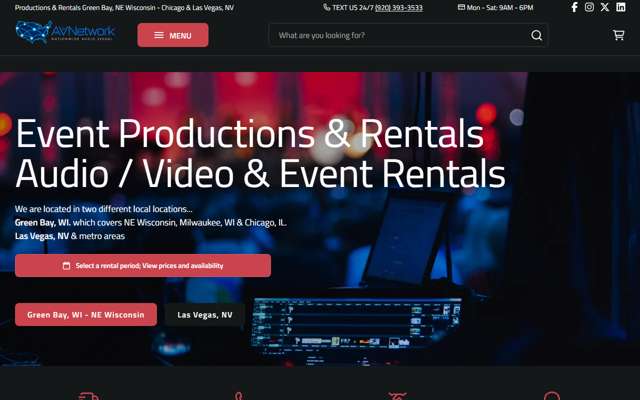 Productions & Rentals Green Bay, NE Wisconsin - Chicago & Las Vegas, NV
TEXT US 24/7 (920) 393-3533
Mon - Sat: 9AM - 6PM
AVNetwork
NATIONWIDE AUDIO VISUAL
MENU
What are you looking for?
Event Productions & Rentals
Audio / Video & Event Rentals
We are located in two different local locations...
Green Bay, WI. which covers NE Wisconsin, Milwaukee, WI & Chicago, IL.
Las Vegas, NV & metro areas
Select a rental period; View prices and availability
Green Bay, WI - NE Wisconsin
Las Vegas, NV